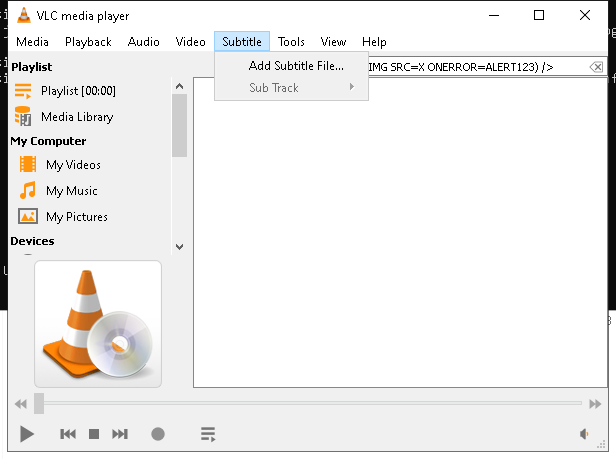 VLC media player
Media Playback Audio Video Subtitle Tools View Help
Add Subtitle File...
Sub Track
IMG SRC=X ONERROR=ALERT123) />
Playlist
Playlist [00:00]
Media Library
My Computer
My Videos
My Music
My Pictures
Devices